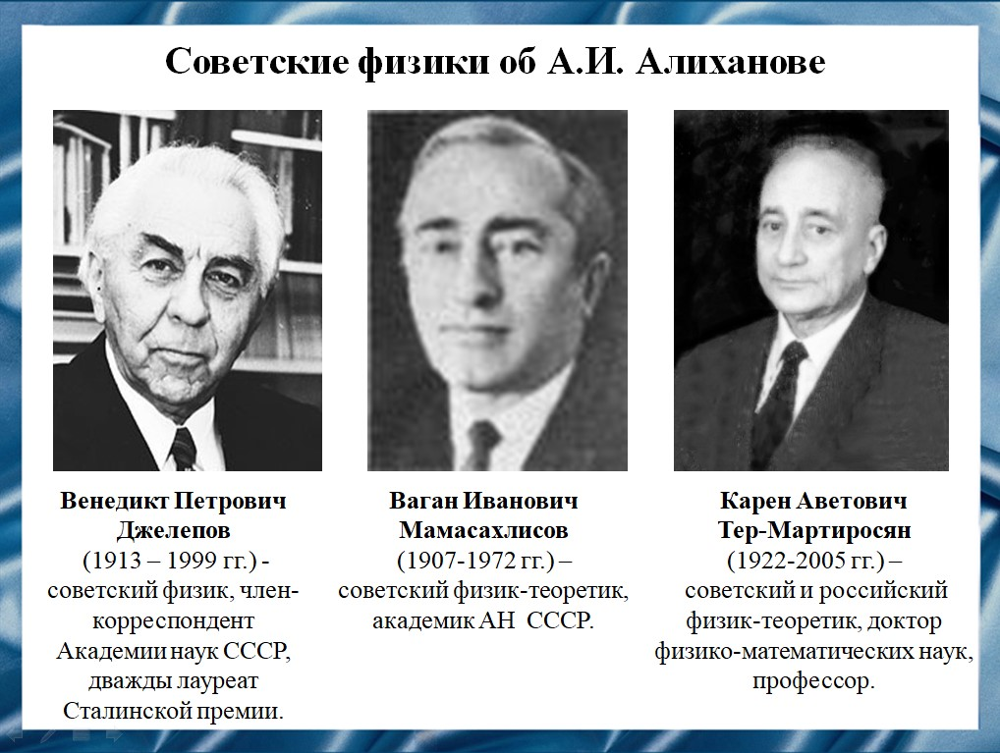 Советские физики об А.И. Алиханове
Венедикт Петрович
Джелепов
(1913 – 1999 гг.) -
советский физик, член-
корреспондент
Академии наук СССР,
дважды лауреат
Сталинской премии.
Ваган Иванович
Мамасахлисов
(1907-1972 гг.) –
советский физик-теоретик,
академик АН  СССР.
Карен Аветович
Тер-Мартиросян
(1922-2005 гг.) –
советский и российский
физик-теоретик, доктор
физико-математических наук,
профессор.